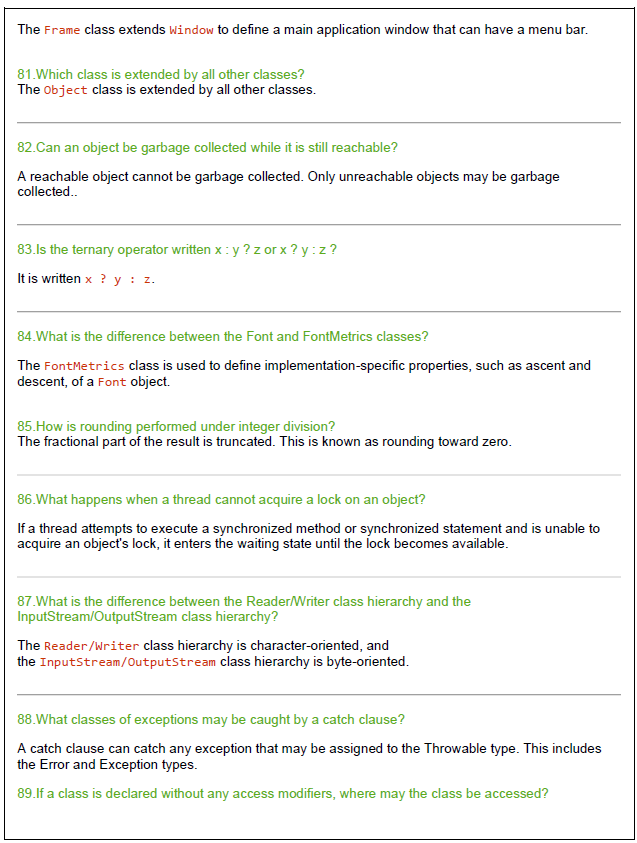 The Frame class extends Window to define a main application window that can have a menu bar.
81.Which class is extended by all other classes?
The Object class is extended by all other classes.
82.Can an object be garbage collected while it is still reachable?
A reachable object cannot be garbage collected. Only unreachable objects may be garbage
collected..
83.Is the ternary operator written x : y ? z or x ? y : z ?
It is written x ? y : z.
84.What is the difference between the Font and FontMetrics classes?
The FontMetrics class is used to define implementation-specific properties, such as ascent and
descent, of a Font object.
85.How is rounding performed under integer division?
The fractional part of the result is truncated. This is known as rounding toward zero.
86.What happens when a thread cannot acquire a lock on an object?
If a thread attempts to execute a synchronized method or synchronized statement and is unable to
acquire an object's lock, it enters the waiting state until the lock becomes available.
87.What is the difference between the Reader/Writer class hierarchy and the
InputStream/OutputStream class hierarchy?
The Reader/Writer class hierarchy is character-oriented, and
the InputStream/OutputStream class hierarchy is byte-oriented.
88.What classes of exceptions may be caught by a catch clause?
A catch clause can catch any exception that may be assigned to the Throwable type. This includes
the Error and Exception types.
89.If a class is declared without any access modifiers, where may the class be accessed?